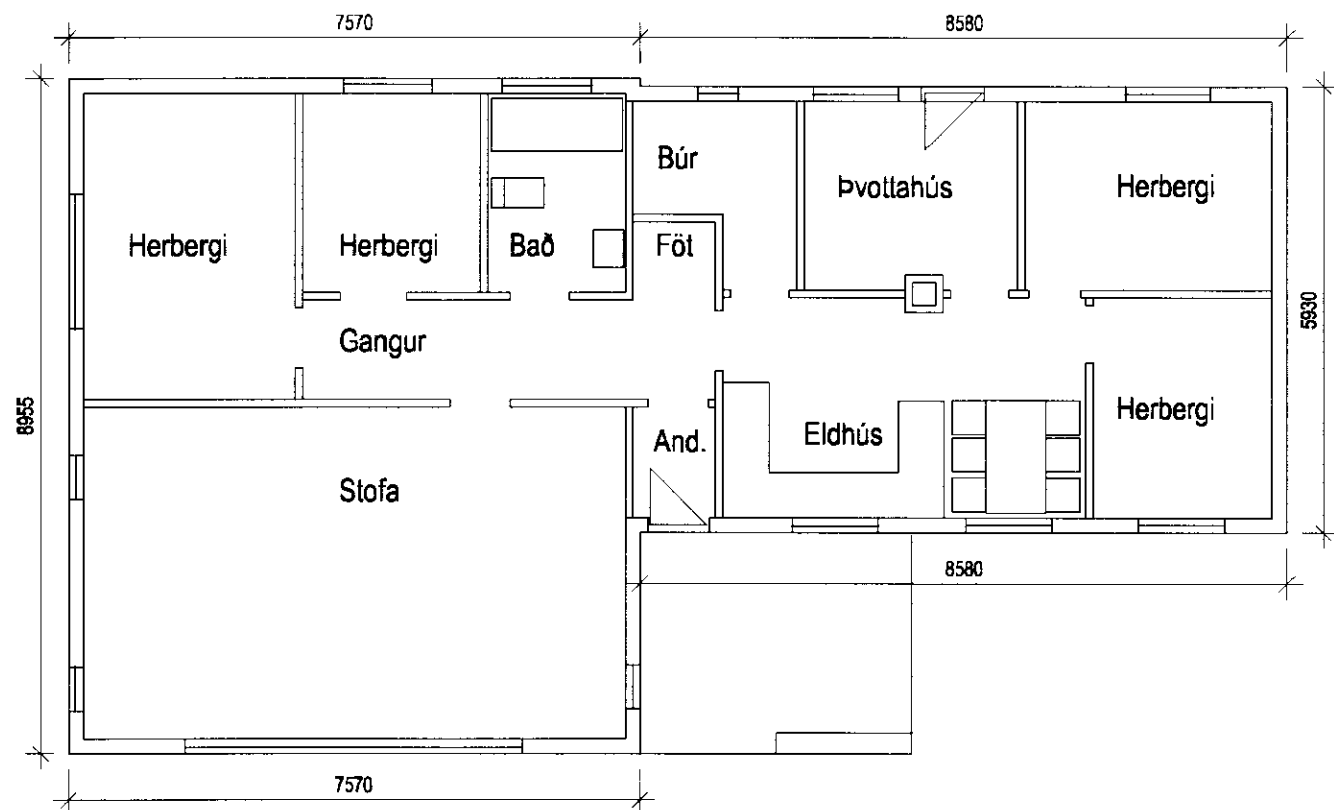 7570
8580
Búr
Þvottahús
Herbergi
Herbergi
Herbergi
Bað
Föt
5930
Gangur
8955
Herbergi
Eldhús
And.
Stofa
8580
7570